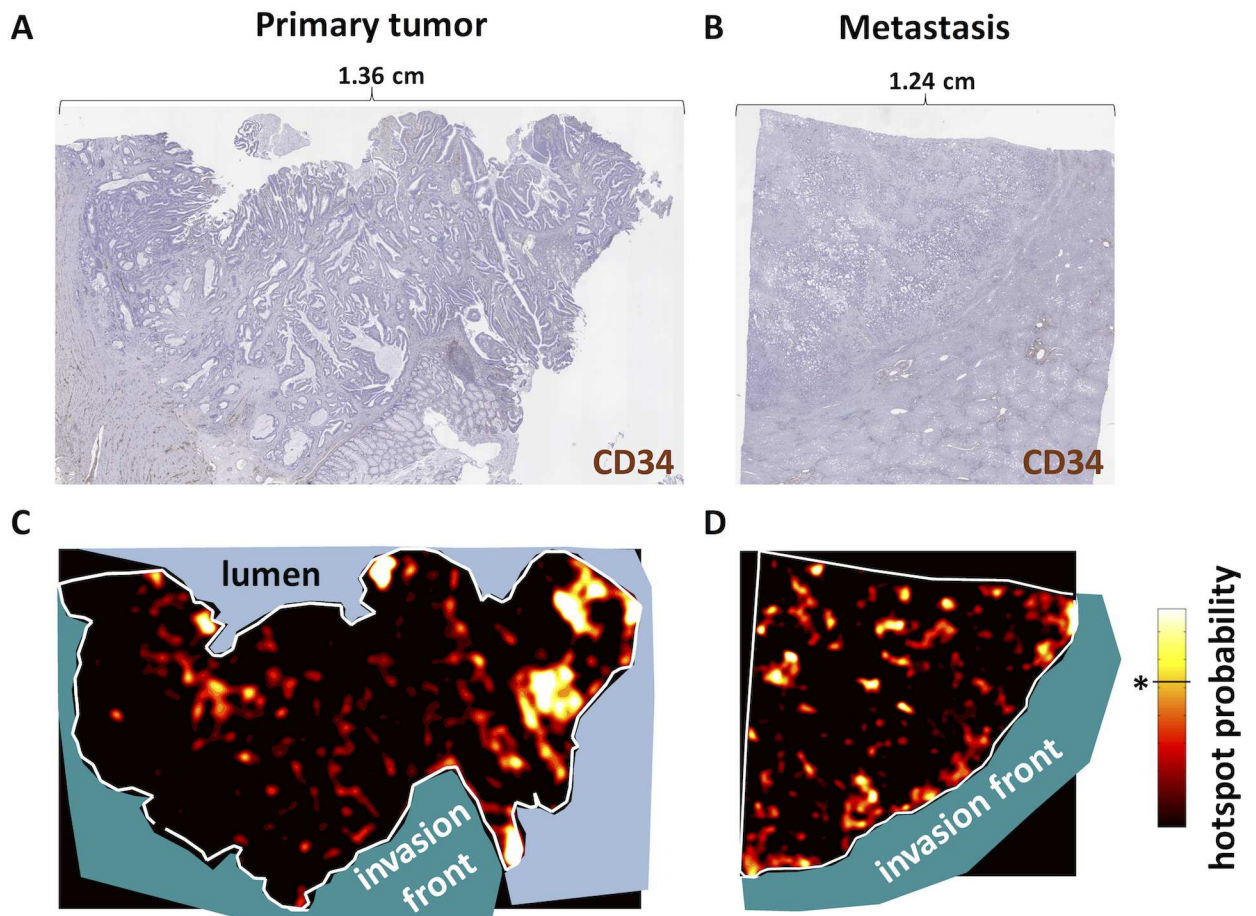 A
Primary tumor
1.36 cm
CD34
B
Metastasis
1.24 cm
CD34
C
lumen
invasion
front
D
invasion front
*
hotspot probability